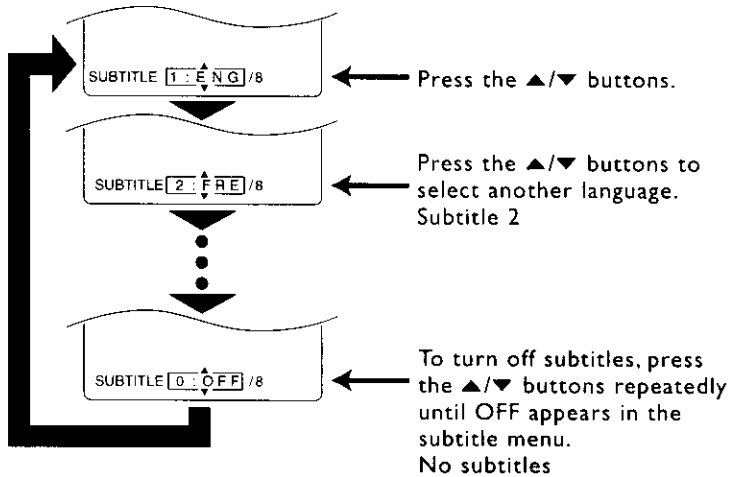 SUBTITLE 1 : ENG /8
Press the ▲/▼ buttons.
SUBTITLE 2 : FRE /8
Press the ▲/▼ buttons to
select another language.
Subtitle 2
SUBTITLE 0 : OFF /8
To turn off subtitles, press
the ▲/▼ buttons repeatedly
until OFF appears in the
subtitle menu.
No subtitles